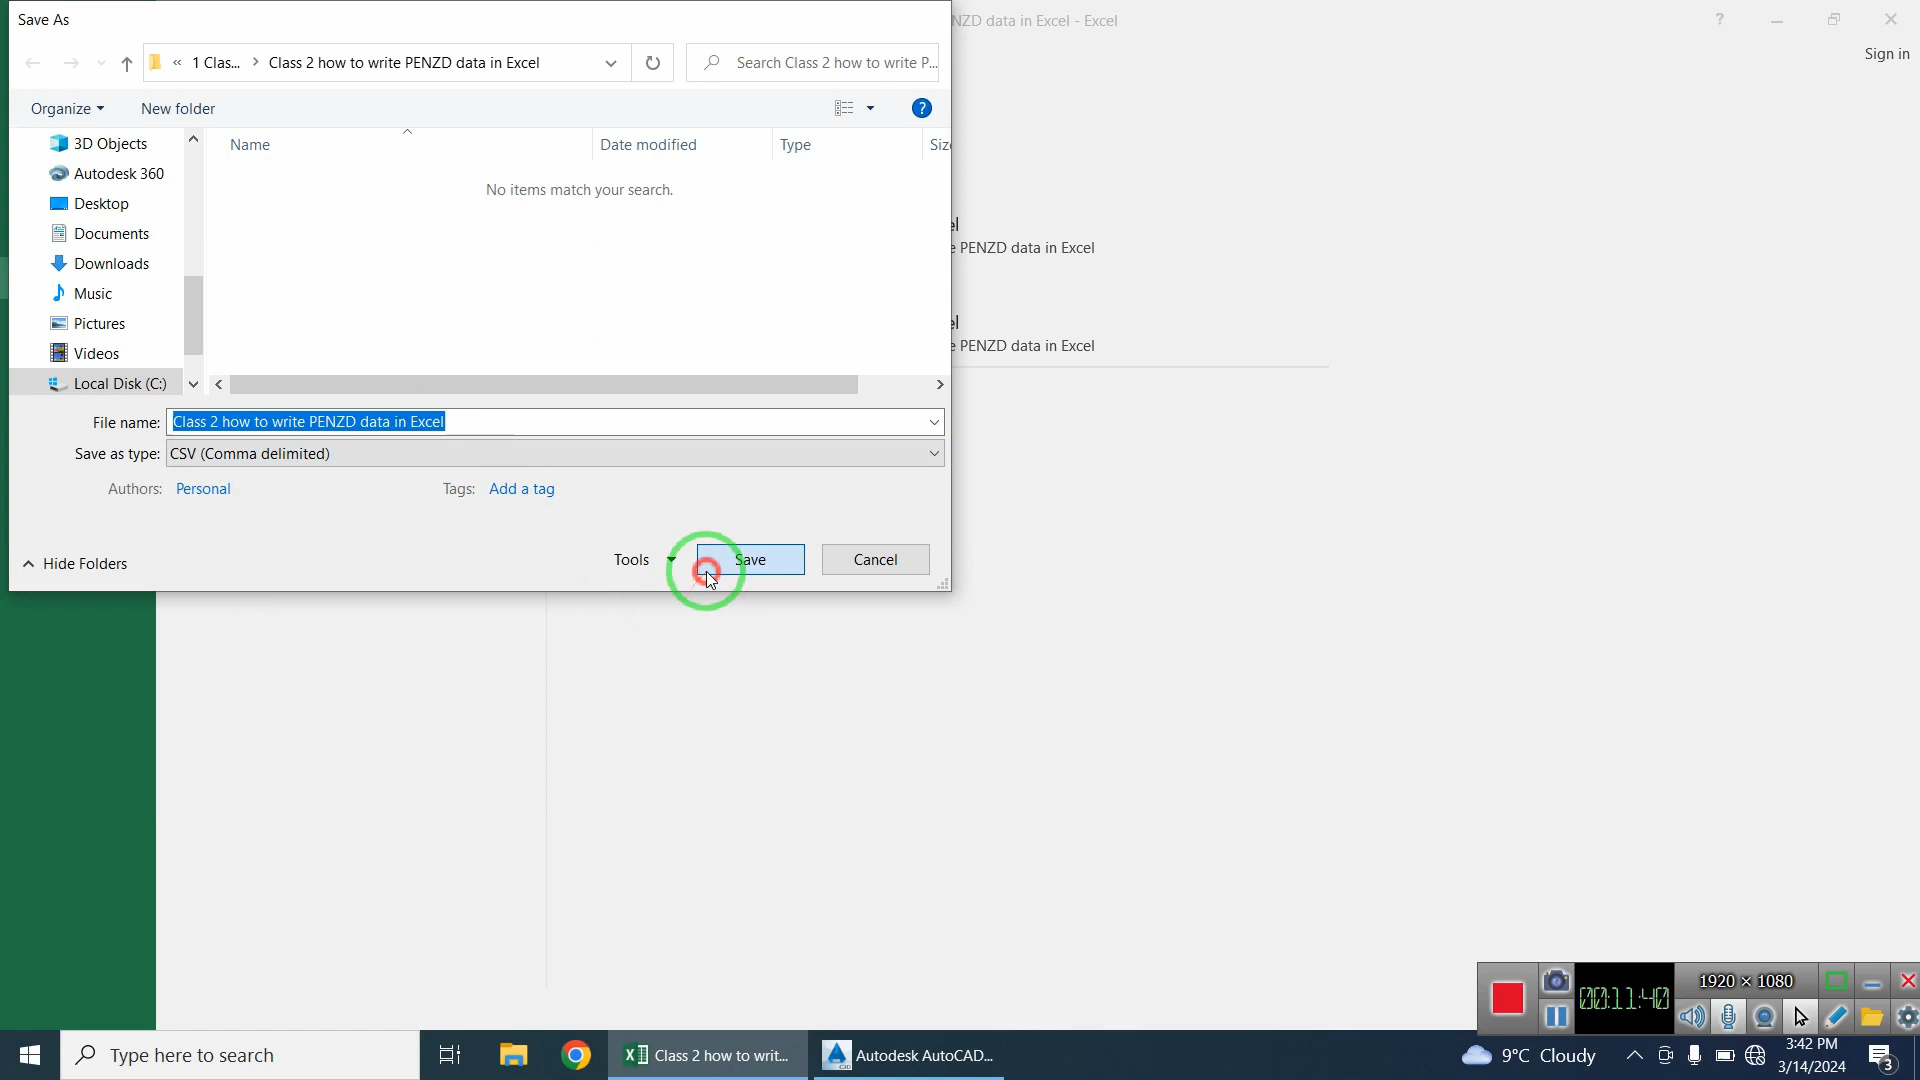 Save As
NZD data in Excel - Excel
Sign in
« 1 Clas... > Class 2 how to write PENZD data in Excel
Search Class 2 how to write P...
Organize
New folder
3D Objects
Autodesk 360
Desktop
Documents
Downloads
Music
Pictures
Videos
Local Disk (C:)
Name
Date modified
Type
Siz
No items match your search.
el
e PENZD data in Excel
el
e PENZD data in Excel
File name: Class 2 how to write PENZD data in Excel
Save as type: CSV (Comma delimited)
Authors: Personal
Tags: Add a tag
Hide Folders
Tools
Save
Cancel
1920 × 1080
00:11:40
Type here to search
Class 2 how to writ...
Autodesk AutoCAD...
9°C Cloudy
3:42 PM
3/14/2024
3